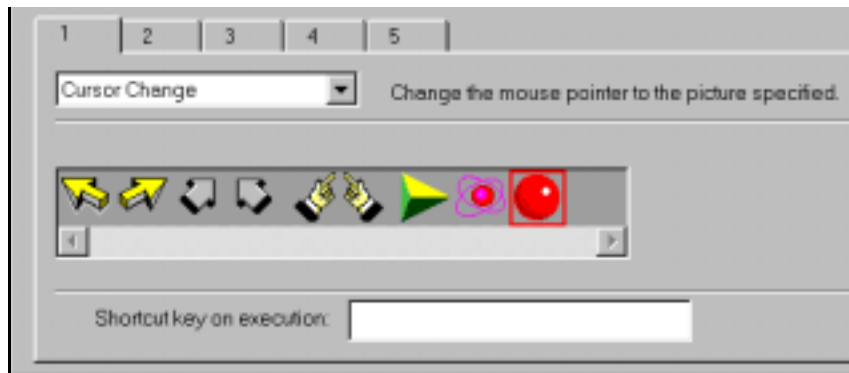 1 2 3 4 5
Cursor Change
Change the mouse pointer to the picture specified.
Shortcut key on execution: